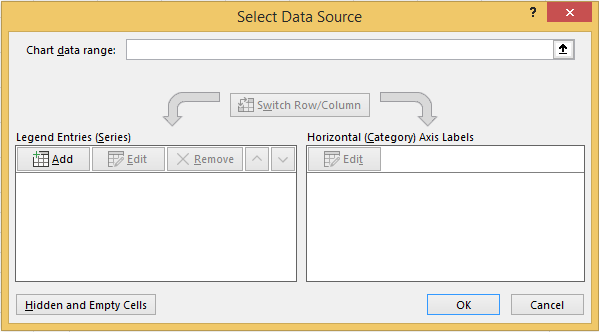 Select Data Source
?
Chart data range:
Switch Row/Column
Legend Entries (Series)
Horizontal (Category) Axis Labels
Add Edit Remove
Edit
Hidden and Empty Cells
OK
Cancel